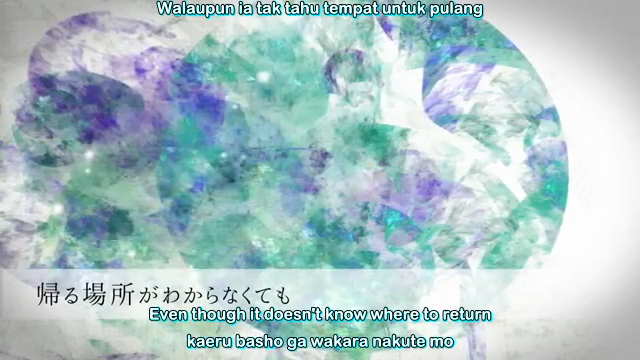 Walaupun ia tak tahu tempat untuk pulang
帰る場所がわからなくても
Even though it doesn't know where to return
kaeru basho ga wakara nakute mo